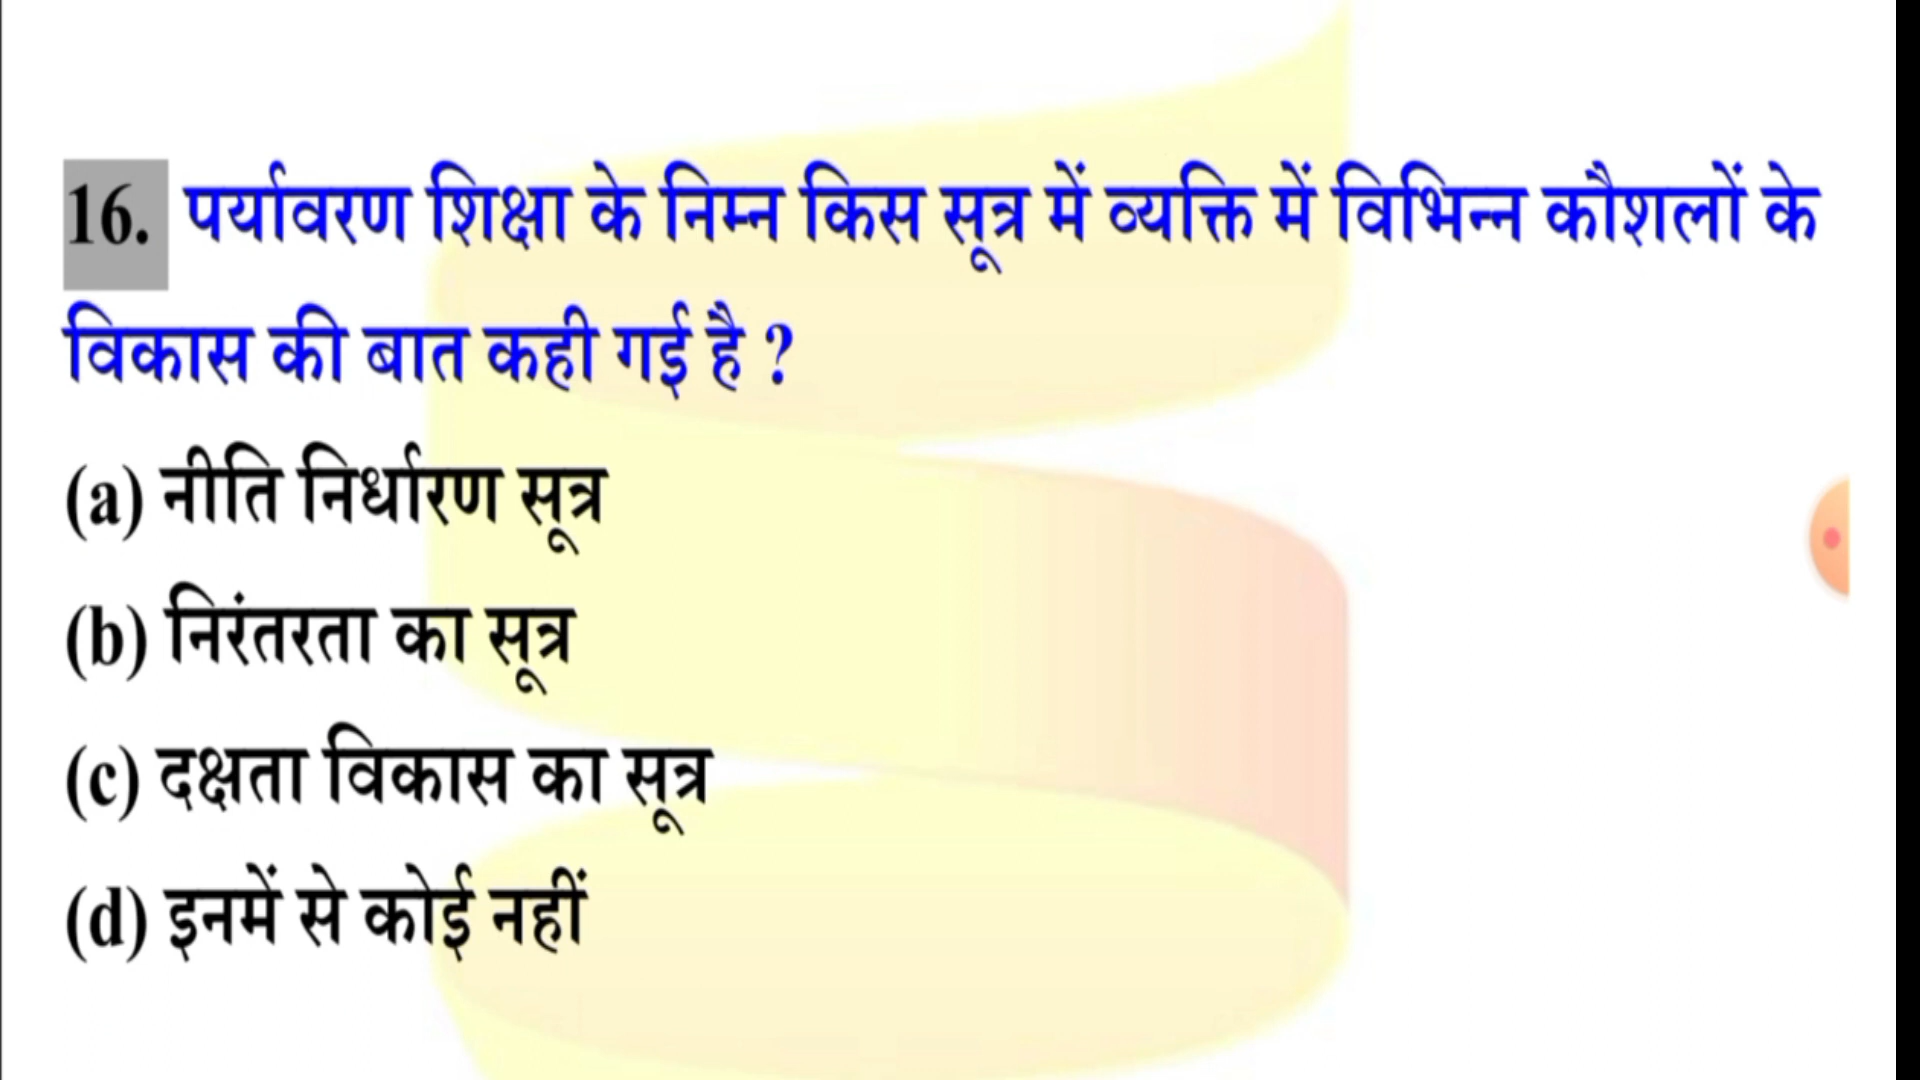 16. पर्यावरण शिक्षा के निम्न किस सूत्र में व्यक्ति में विभिन्न कौशलों के
विकास की बात कही गई है ?
(a) नीति निर्धारण सूत्र
(b) निरंतरता का सूत्र
(c) दक्षता विकास का सूत्र
(d) इनमें से कोई नहीं